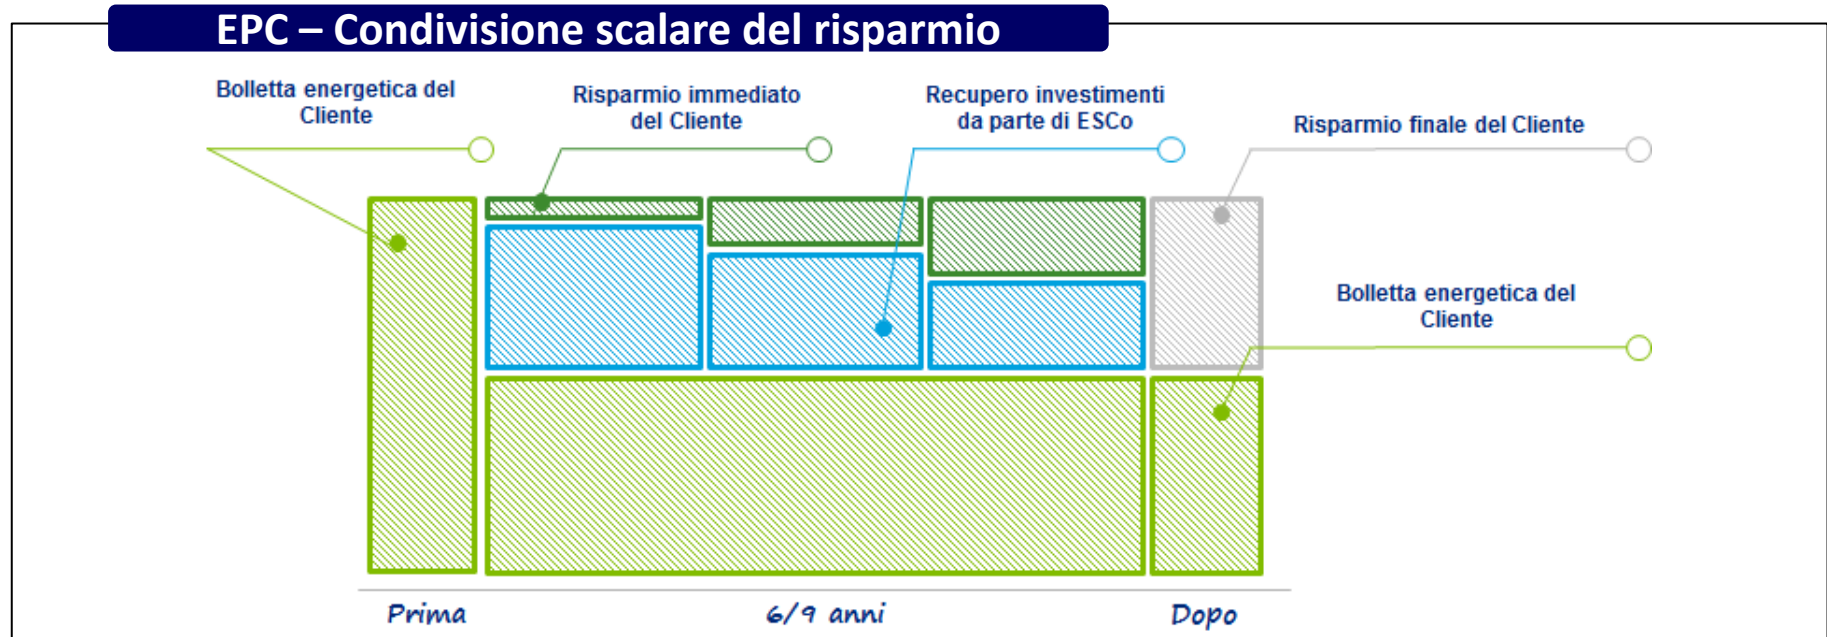 EPC – Condivisione scalare del risparmio
Bolletta energetica del
Cliente
Risparmio immediato
del Cliente
Recupero investimenti
da parte di ESCo
Risparmio finale del Cliente
Bolletta energetica del
Cliente
Prima
6/9 anni
Dopo